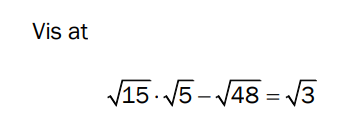 Vis at
√15 · √5 − √48 = √3